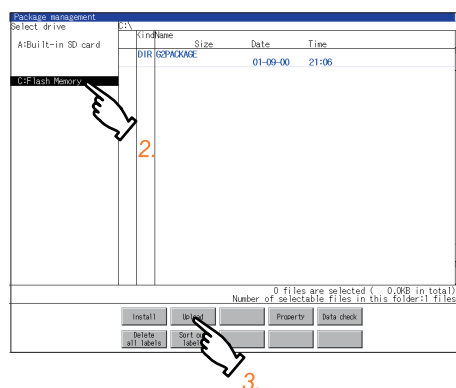 Package management
Select drive
C:\
Kind Name
Size Date Time
A:Built-in SD card
DIR G2PACKAGE
01-09-00 21:06
C:Flash Memory
2.
0 files are selected ( 0.0KB in total)
Number of selectable files in this folder:1 files
Install Upload Property Data check
Delete all labels
Sort on
3.